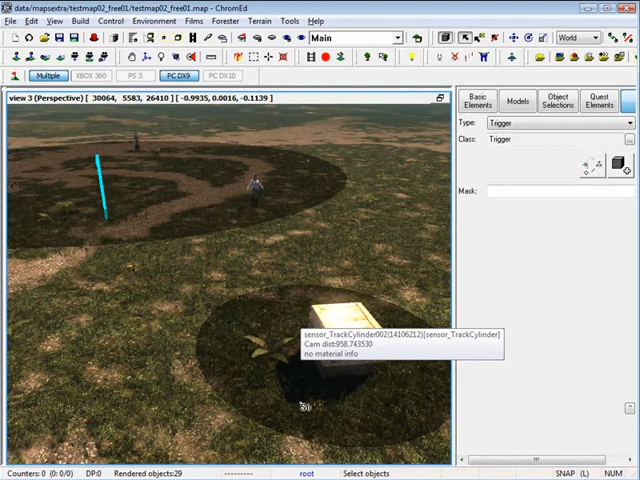 data/mapsextra/testmap02_free01/testmap02_free01.map - ChromEd
File View Build Control Environment Forester Terrain Tools Help
Main
World
Multiple XBOX 360 PS 3 PC DX9 PC DX10
view 3 (Perspective) [ 30064, 5583, 26410 ] [ -0.9935, 0.0016, -0.1139 ]
Basic Elements
Models
Object Selections
Quest Elements
Type: Trigger
Class: Trigger
...
Mask:
sensor_TrackCylinder002(14106212)[sensor_TrackCylinder]
Cam dist:958.743530
no material info
Counters: 0 (0: 0/0) DP:0 Rendered objects:29 --------- root Select objects SNAP (L) NUM